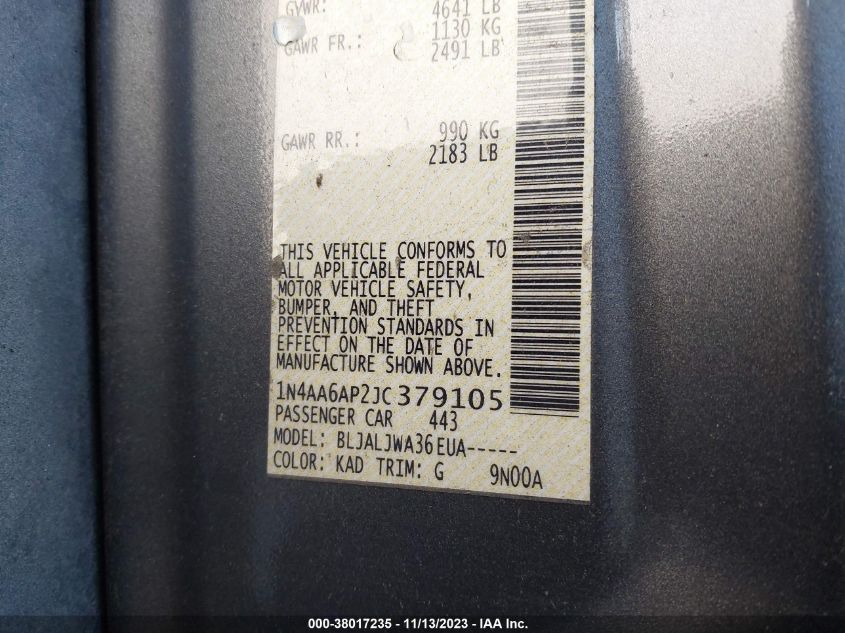 GVWR: 4641 LB
1130 KG
GAWR FR.: 2491 LB
990 KG
GAWR RR.: 2183 LB
THIS VEHICLE CONFORMS TO
ALL APPLICABLE FEDERAL
MOTOR VEHICLE SAFETY,
BUMPER, AND THEFT
PREVENTION STANDARDS IN
EFFECT ON THE DATE OF
MANUFACTURE SHOWN ABOVE.
1N4AA6AP2JC379105
PASSENGER CAR 443
MODEL: BLJALJWA36EUA-----
COLOR: KAD TRIM: G 9N00A
000-38017235 - 11/13/2023 - IAA Inc.